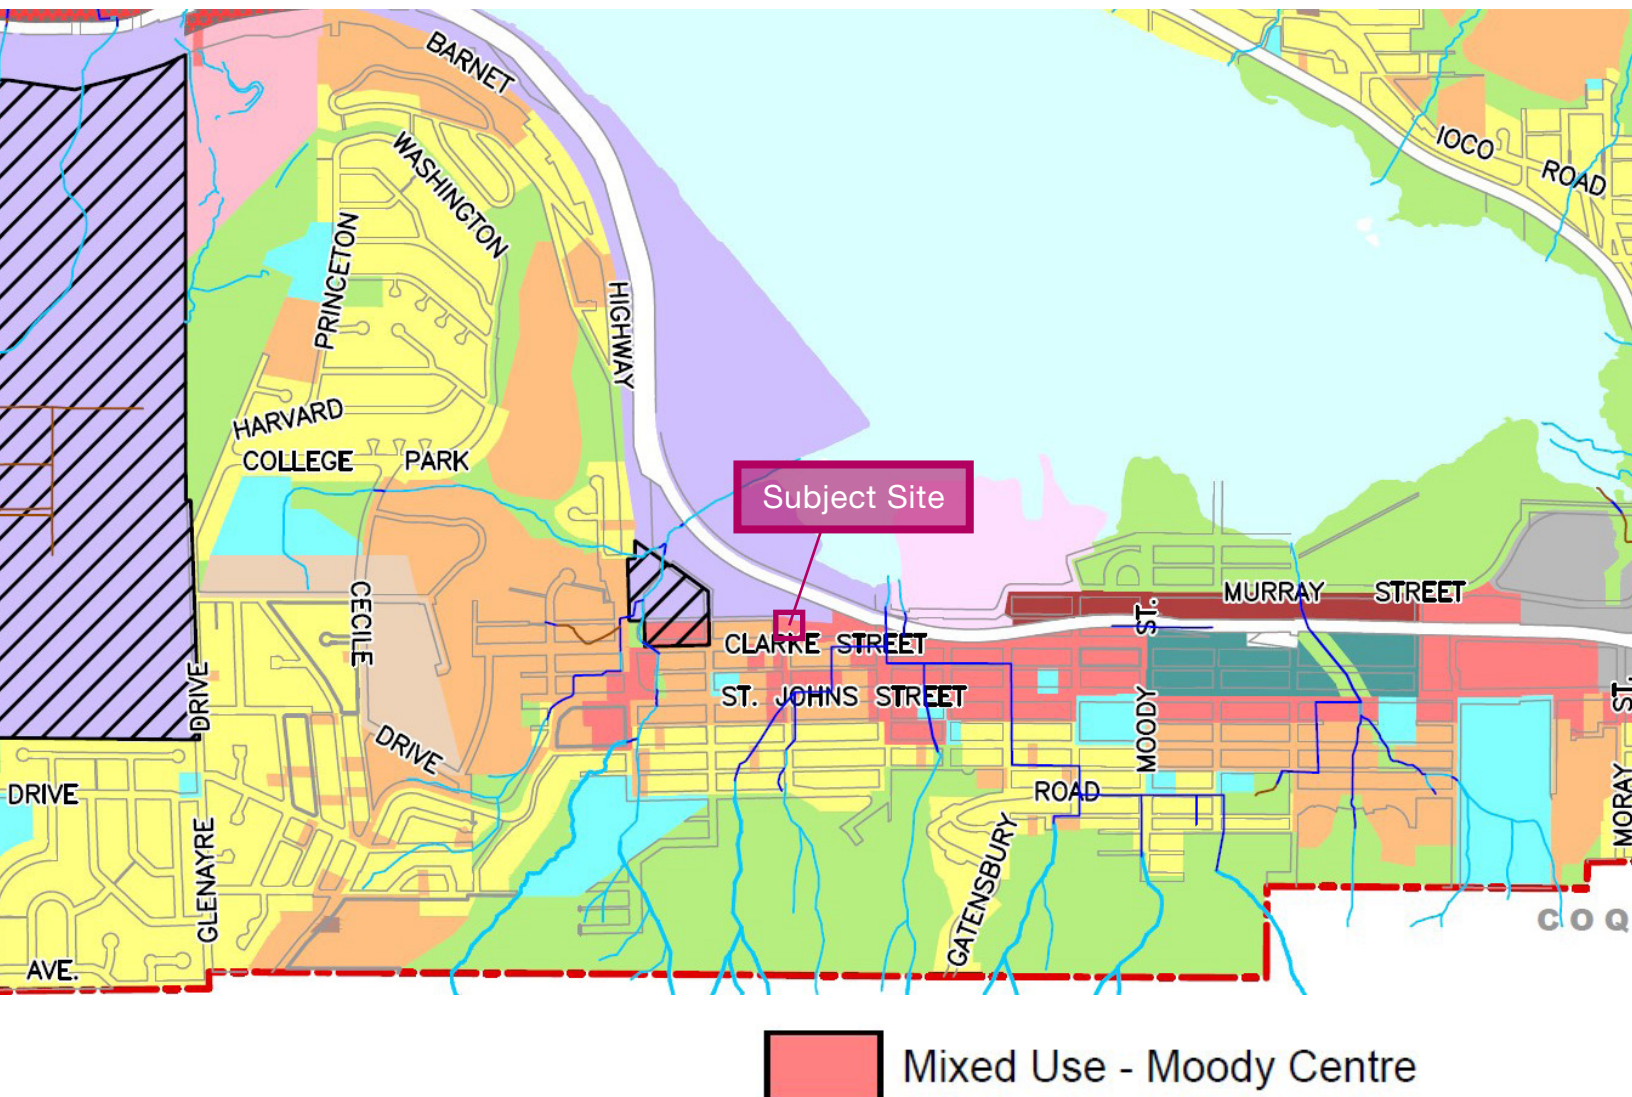 BARNET
IOCO
ROAD
WASHINGTON
PRINCETON
HIGHWAY
HARVARD
COLLEGE PARK
Subject Site
MURRAY STREET
ST.
CECILE
CLARKE STREET
DRIVE
ST. JOHNS STREET
ST.
MOODY
DRIVE
DRIVE
ROAD
MORAY
GLENAYRE
GATENSBURY
COQ
AVE.
Mixed Use - Moody Centre